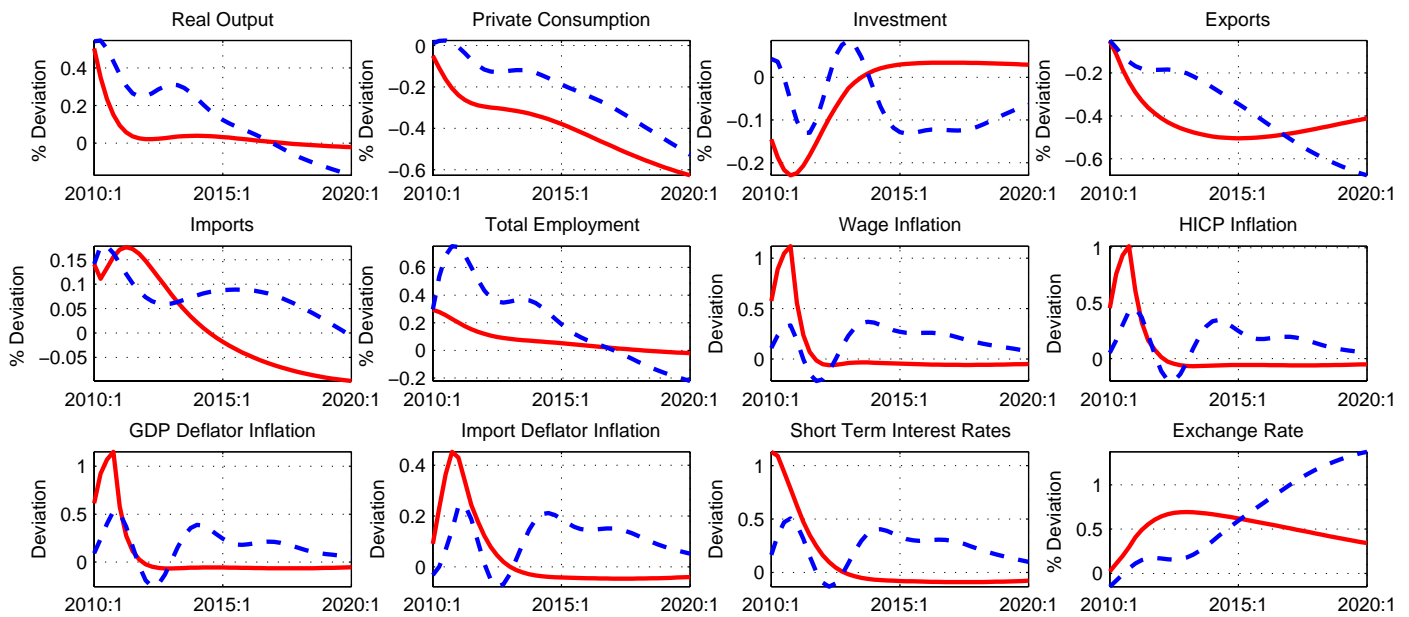 Real Output
% Deviation
0.4
0.2
0
2010:1 2015:1 2020:1
Private Consumption
% Deviation
0
−0.2
−0.4
−0.6
2010:1 2015:1 2020:1
Investment
% Deviation
0
−0.1
−0.2
2010:1 2015:1 2020:1
Exports
% Deviation
−0.2
−0.4
−0.6
2010:1 2015:1 2020:1
Imports
% Deviation
0.15
0.1
0.05
0
−0.05
2010:1 2015:1 2020:1
Total Employment
% Deviation
0.6
0.4
0.2
0
−0.2
2010:1 2015:1 2020:1
Wage Inflation
Deviation
1
0.5
0
2010:1 2015:1 2020:1
HICP Inflation
Deviation
1
0.5
0
2010:1 2015:1 2020:1
GDP Deflator Inflation
Deviation
1
0.5
0
2010:1 2015:1 2020:1
Import Deflator Inflation
Deviation
0.4
0.2
0
2010:1 2015:1 2020:1
Short Term Interest Rates
Deviation
1
0.5
0
2010:1 2015:1 2020:1
Exchange Rate
% Deviation
1
0.5
0
2010:1 2015:1 2020:1